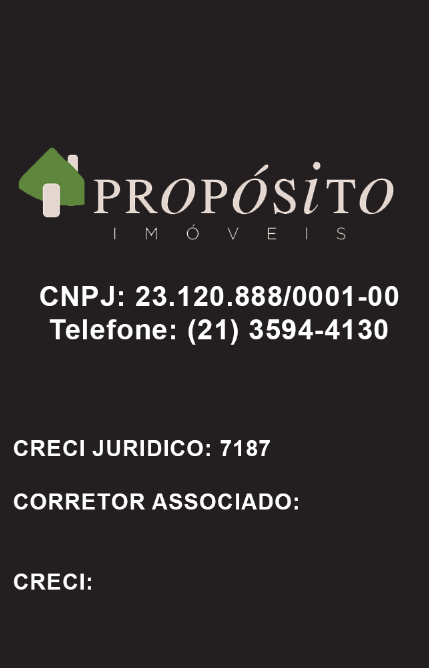 PROPÓSITO
IMÓVEIS
CNPJ: 23.120.888/0001-00
Telefone: (21) 3594-4130
CRECI JURIDICO: 7187
CORRETOR ASSOCIADO:
CRECI: